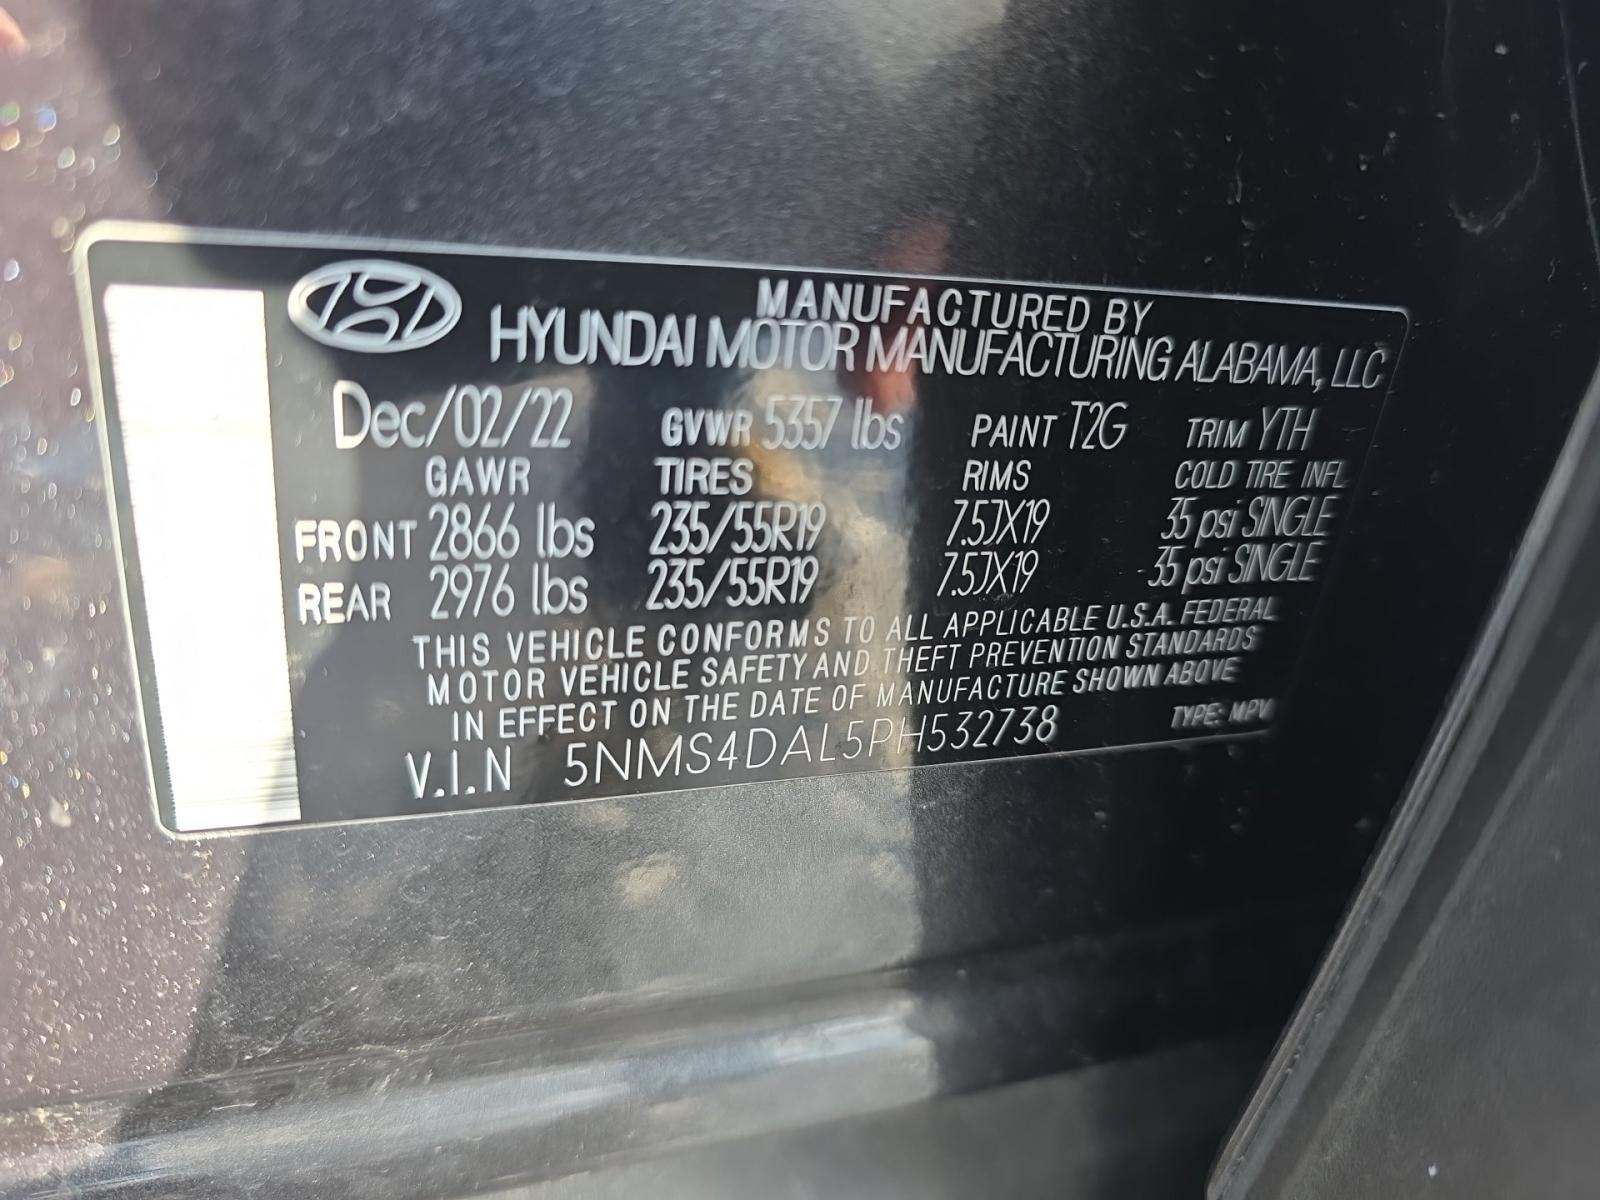 MANUFACTURED BY
HYUNDAI MOTOR MANUFACTURING ALABAMA, LLC
Dec/02/22 GVWR 5357 lbs PAINT T2G TRIM YTH
GAWR TIRES RIMS COLD TIRE INFL
FRONT 2866 lbs 235/55R19 7.5JX19 35 psi SINGLE
REAR 2976 lbs 235/55R19 7.5JX19 35 psi SINGLE
THIS VEHICLE CONFORMS TO ALL APPLICABLE U.S.A. FEDERAL
MOTOR VEHICLE SAFETY AND THEFT PREVENTION STANDARDS
IN EFFECT ON THE DATE OF MANUFACTURE SHOWN ABOVE
V.I.N 5NMS4DAL5PH532738 TYPE: MPV